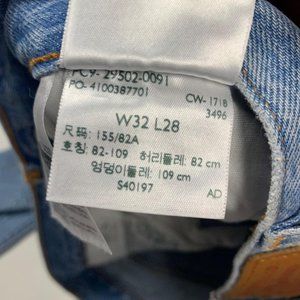 PC9- 29502-0091
PO- 4100387701
CW- 1718
3496
W32 L28
尺码: 155/82A
호칭: 82-109 허리둘레: 82 cm
엉덩이둘레: 109 cm
S40197
AD